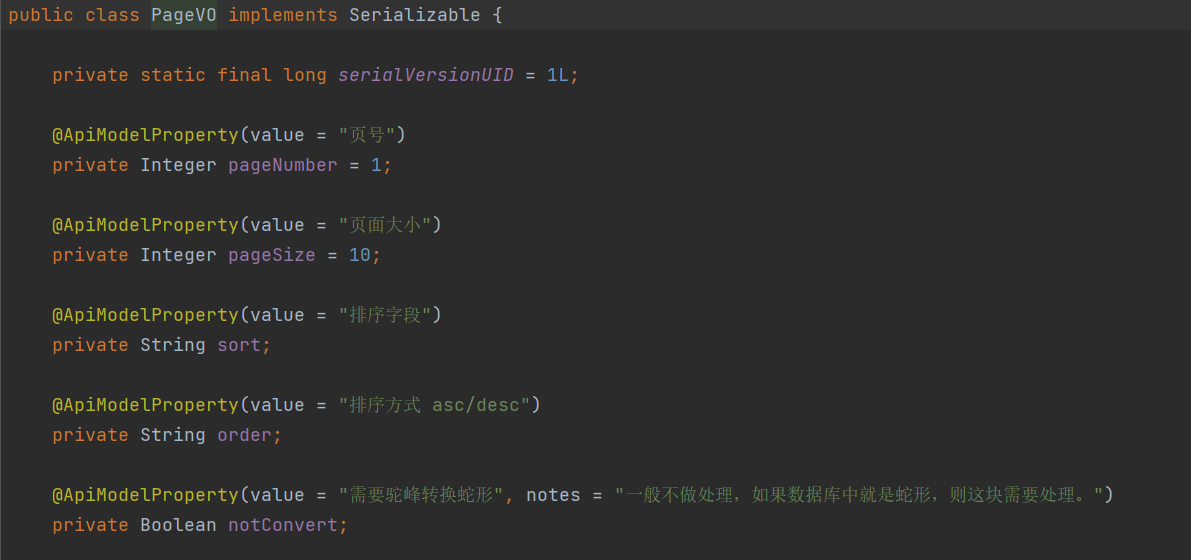 public class PageVO implements Serializable {
private static final long serialVersionUID = 1L;
@ApiModelProperty(value = "页号")
private Integer pageNumber = 1;
@ApiModelProperty(value = "页面大小")
private Integer pageSize = 10;
@ApiModelProperty(value = "排序字段")
private String sort;
@ApiModelProperty(value = "排序方式 asc/desc")
private String order;
@ApiModelProperty(value = "需要驼峰转换蛇形", notes = "一般不做处理，如果数据库中就是蛇形，则这块需要处理。")
private Boolean notConvert;